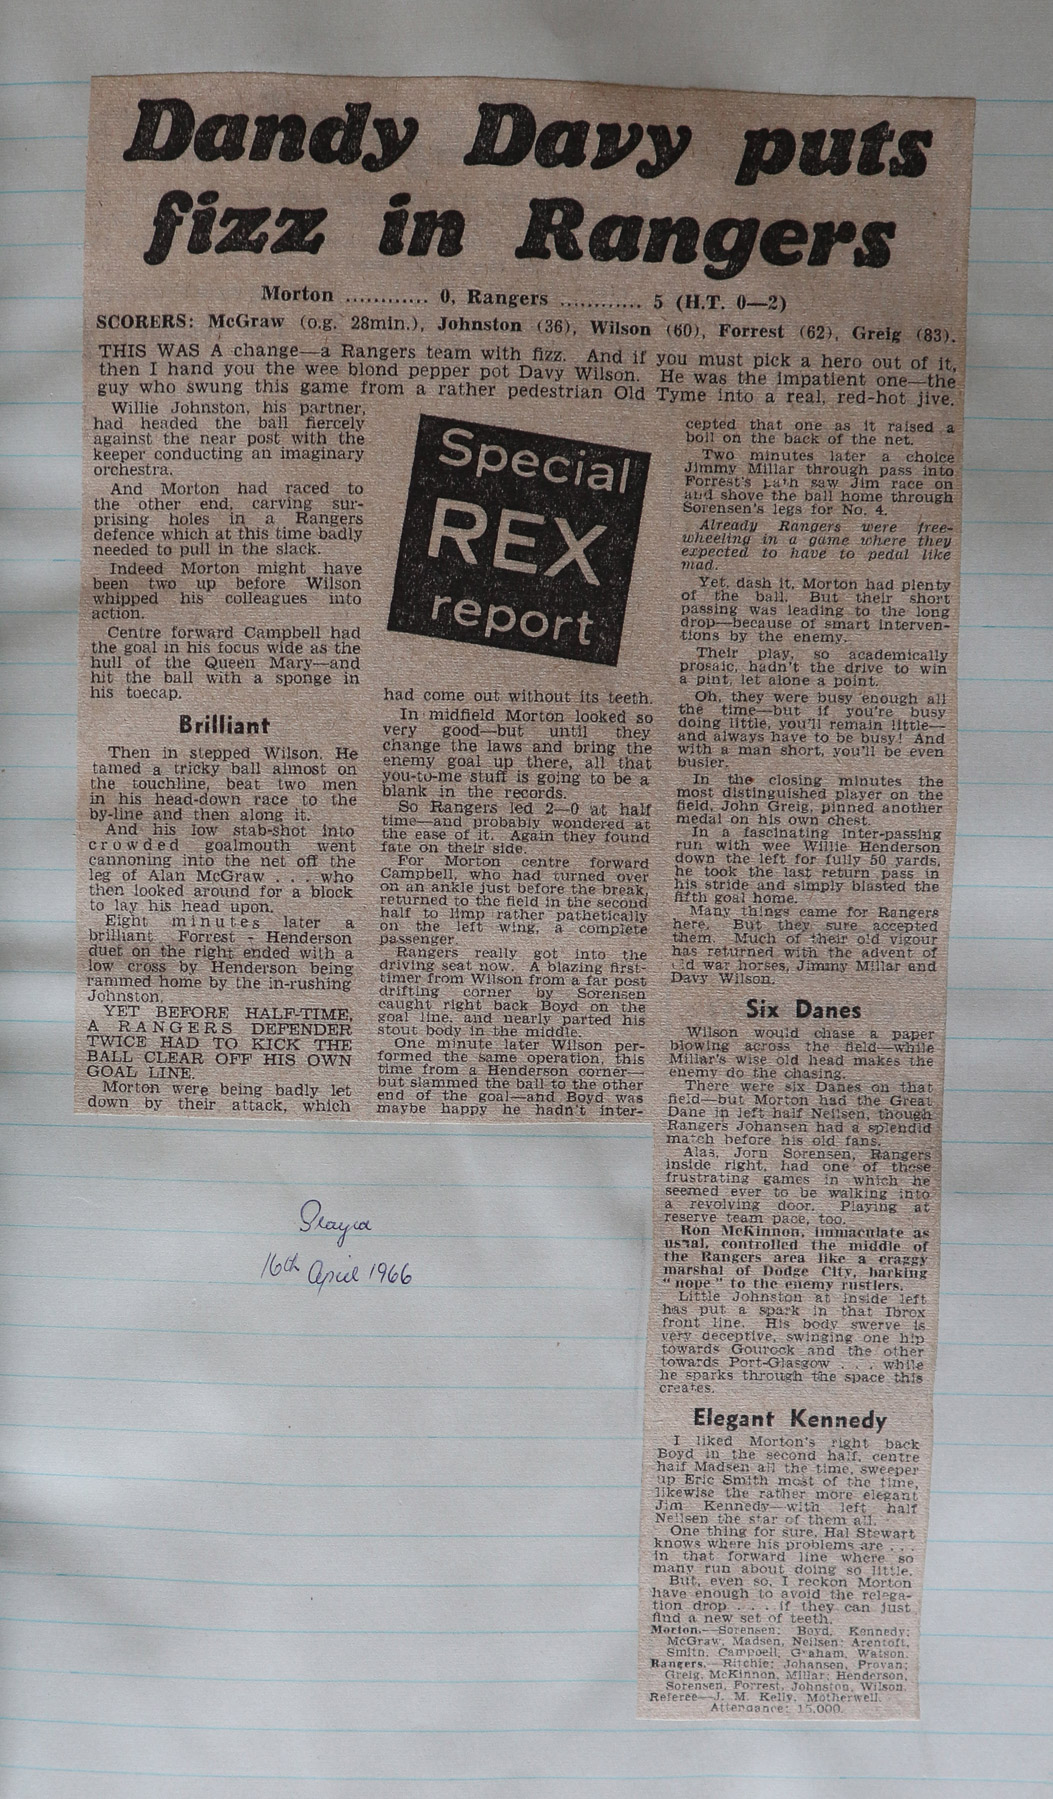 Dandy Davy puts
fizz in Rangers
Morton ............ 0, Rangers ............ 5 (H.T. 0—2)
SCORERS: McGraw (o.g. 28min.), Johnston (36), Wilson (60), Forrest (62), Greig (83).
THIS WAS A change—a Rangers team with fizz. And if you must pick a hero out of it,
then I hand you the wee blond pepper pot Davy Wilson. He was the impatient one—the
guy who swung this game from a rather pedestrian Old Tyme into a real, red-hot jive.
Willie Johnston, his partner,
had headed the ball fiercely
against the near post with the
keeper conducting an imaginary
orchestra.
And Morton had raced to
the other end, carving sur-
prising holes in a Rangers
defence which at this time badly
needed to pull in the slack.
Indeed Morton might have
been two up before Wilson
whipped his colleagues into
action.
Centre forward Campbell had
the goal in his focus wide as the
hull of the Queen Mary—and
hit the ball with a sponge in
his toecap.
Brilliant
Then in stepped Wilson. He
tamed a tricky ball almost on
the touchline, beat two men
in his head-down race to the
by-line and then along it.
And his low stab-shot into
crowded goalmouth went
cannoning into the net off the
leg of Alan McGraw . . . who
then looked around for a block
to lay his head upon.
Eight minutes later a
brilliant Forrest - Henderson
duet on the right ended with a
low cross by Henderson being
rammed home by the in-rushing
Johnston.
YET BEFORE HALF-TIME,
A RANGERS DEFENDER
TWICE HAD TO KICK THE
BALL CLEAR OFF HIS OWN
GOAL LINE.
Morton were being badly let
down by their attack, which
Special
REX
report
had come out without its teeth.
In midfield Morton looked so
very good—but until they
change the laws and bring the
enemy goal up there, all that
you-to-me stuff is going to be a
blank in the records.
So Rangers led 2—0 at half
time—and probably wondered at
the ease of it. Again they found
fate on their side.
For Morton centre forward
Campbell, who had turned over
on an ankle just before the break,
returned to the field in the second
half to limp rather pathetically
on the left wing, a complete
passenger.
Rangers really got into the
driving seat now. A blazing first-
timer from Wilson from a far post
drifting corner by Sorensen
caught right back Boyd on the
goal line, and nearly parted his
stout body in the middle.
One minute later Wilson per-
formed the same operation, this
time from a Henderson corner—
but slammed the ball to the other
end of the goal—and Boyd was
maybe happy he hadn't inter-
cepted that one as it raised a
boil on the back of the net.
Two minutes later a choice
Jimmy Millar through pass into
Forrest's path saw Jim race on
and shove the ball home through
Sorensen's legs for No. 4.
Already Rangers were free-
wheeling in a game where they
expected to have to pedal like
mad.
Yet, dash it, Morton had plenty
of the ball. But their short
passing was leading to the long
drop—because of smart interven-
tions by the enemy.
Their play, so academically
prosaic, hadn't the drive to win
a pint, let alone a point.
Oh, they were busy enough all
the time—but if you're busy
doing little, you'll remain little—
and always have to be busy! And
with a man short, you'll be even
busier.
In the closing minutes the
most distinguished player on the
field, John Greig, pinned another
medal on his own chest.
In a fascinating inter-passing
run with wee Willie Henderson
down the left for fully 50 yards,
he took the last return pass in
his stride and simply blasted the
fifth goal home.
Many things came for Rangers
here. But they sure accepted
them. Much of their old vigour
has returned with the advent of
old war horses, Jimmy Millar and
Davy Wilson.
Six Danes
Wilson would chase a paper
blowing across the field—while
Millar's wise old head makes the
enemy do the chasing.
There were six Danes on that
field—but Morton had the Great
Dane in left half Neilsen, though
Rangers Johansen had a splendid
match before his old fans.
Alas, Jorn Sorensen, Rangers
inside right, had one of these
frustrating games in which he
seemed ever to be walking into
a revolving door. Playing at
reserve team pace, too.
Ron McKinnon, immaculate as
usual, controlled the middle of
the Rangers area like a craggy
marshal of Dodge City, barking
"nope" to the enemy rustlers.
Little Johnston at inside left
has put a spark in that Ibrox
front line. His body swerve is
very deceptive, swinging one hip
towards Gourock and the other
towards Port-Glasgow . . . while
he sparks through the space this
creates.
Elegant Kennedy
I liked Morton's right back
Boyd in the second half, centre
half Madsen all the time, sweeper
up Eric Smith most of the time,
likewise the rather more elegant
Jim Kennedy—with left half
Neilsen the star of them all.
One thing for sure, Hal Stewart
knows where his problems are . . .
in that forward line where so
many run about doing so little.
But, even so, I reckon Morton
have enough to avoid the relega-
tion drop . . . if they can just
find a new set of teeth.
Morton.—Sorensen; Boyd, Kennedy;
McGraw, Madsen, Neilsen; Arentoft,
Smith, Campbell, Graham, Watson.
Rangers.—Ritchie; Johansen, Provan;
Greig, McKinnon, Millar; Henderson,
Sorensen, Forrest, Johnston, Wilson.
Referee—J. M. Kelly, Motherwell.
Attendance: 15,000.
Played
16th April 1966